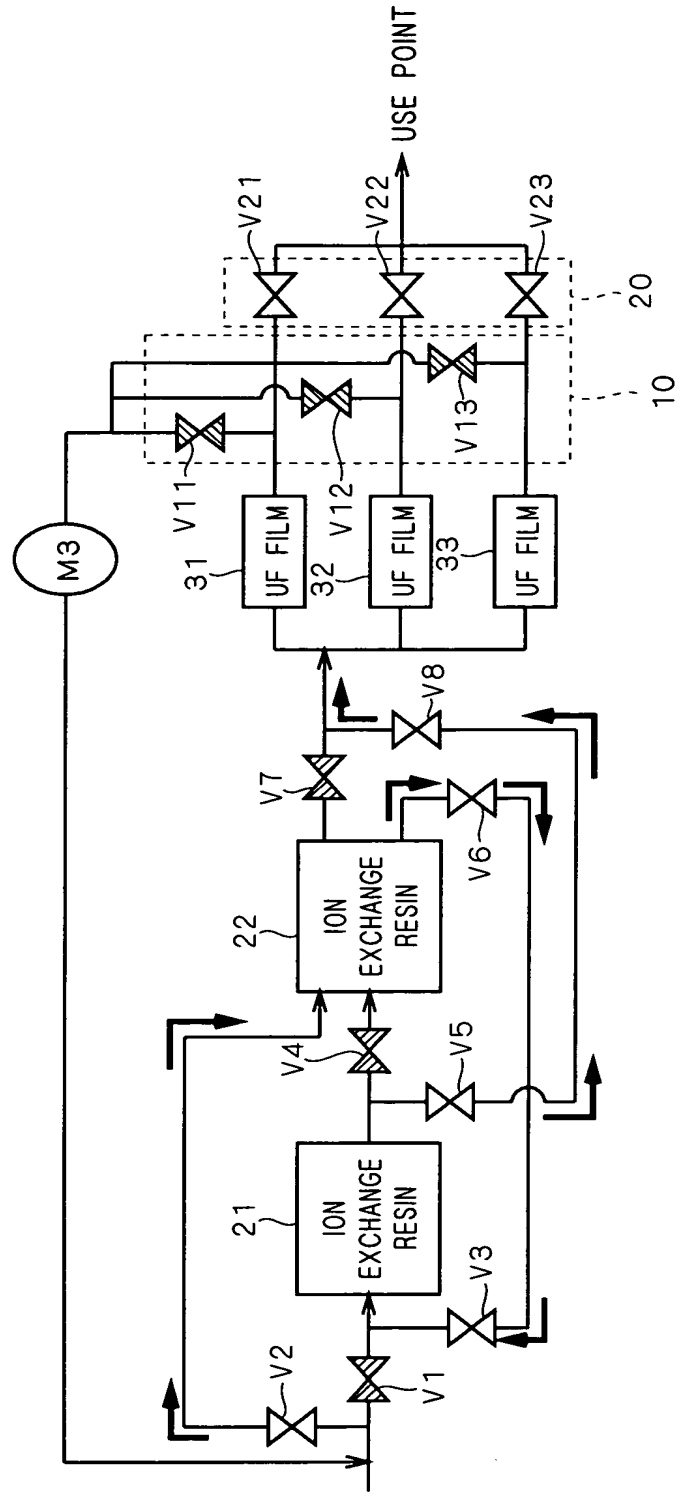 M3
V11
V12
V13
V21
V22
V23
USE POINT
20
10
31
UF FILM
32
UF FILM
33
UF FILM
V7
V8
22
ION
EXCHANGE
RESIN
V6
V4
V5
21
ION
EXCHANGE
RESIN
V2
V1
V3